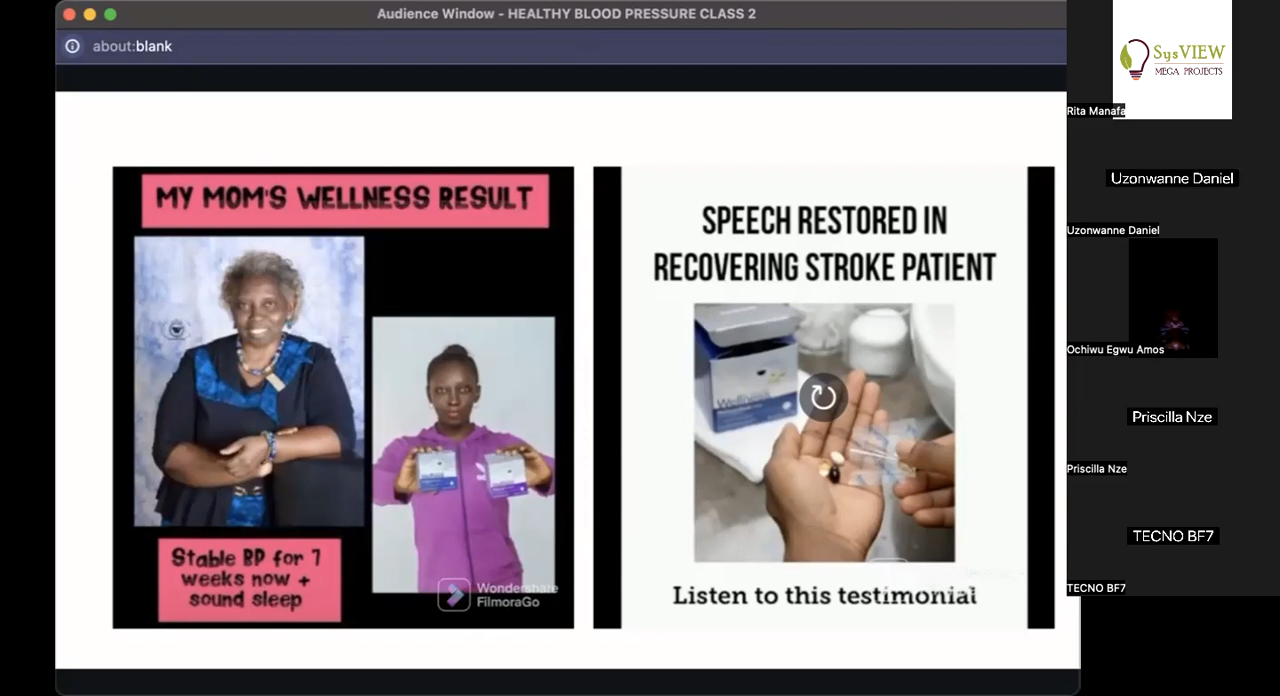 Audience Window - HEALTHY BLOOD PRESSURE CLASS 2
about:blank
MY MOM'S WELLNESS RESULT
Stable BP for 7
weeks now +
sound sleep
Wondershare
FilmoraGo
SPEECH RESTORED IN
RECOVERING STROKE PATIENT
Wellness
Listen to this testimonial
SysVIEW
MEGA PROJECTS
Rita Manafa
Uzonwanne Daniel
Uzonwanne Daniel
Ochiwu Egwu Amos
Priscilla Nze
Priscilla Nze
TECNO BF7
TECNO BF7